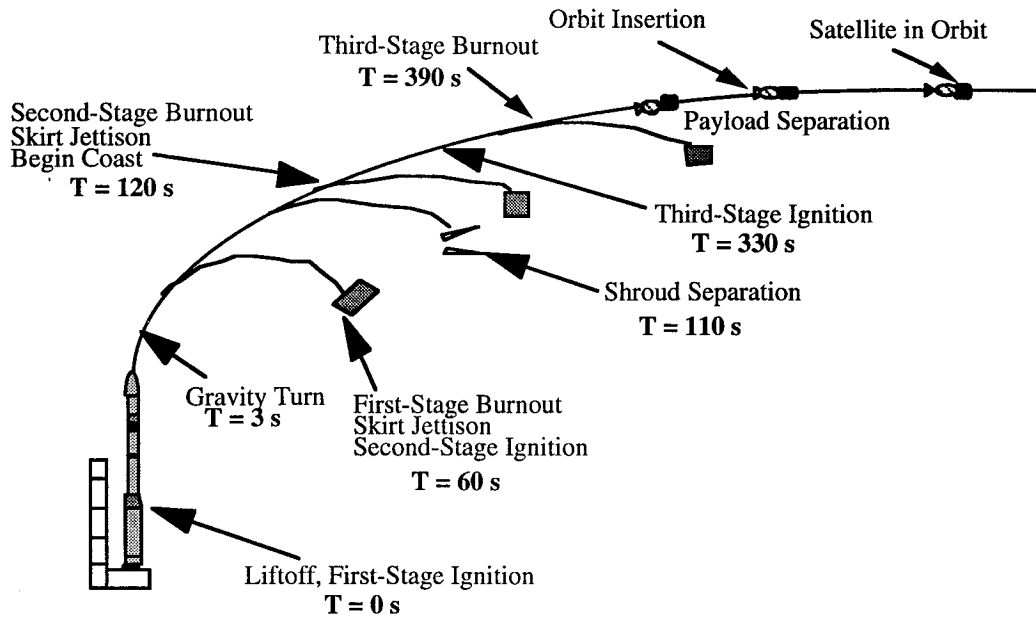 Orbit Insertion
Satellite in Orbit
Third-Stage Burnout
T = 390 s
Payload Separation
Second-Stage Burnout
Skirt Jettison
Begin Coast
T = 120 s
Third-Stage Ignition
T = 330 s
Shroud Separation
T = 110 s
Gravity Turn
T = 3 s
First-Stage Burnout
Skirt Jettison
Second-Stage Ignition
T = 60 s
Liftoff, First-Stage Ignition
T = 0 s